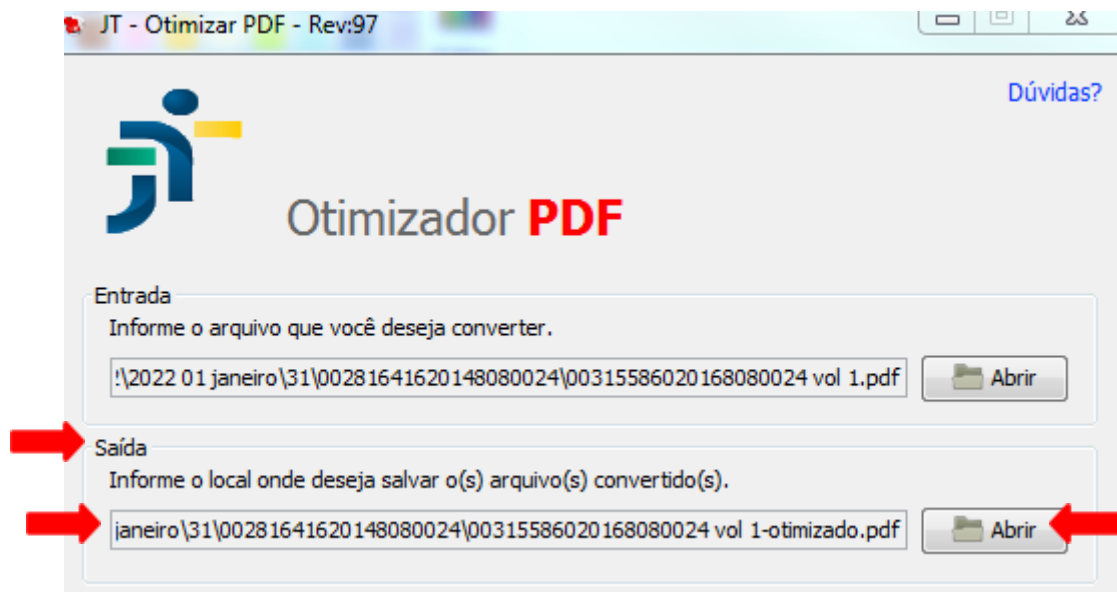 JT - Otimizar PDF - Rev:97
Dúvidas?
Otimizador PDF
Entrada
Informe o arquivo que você deseja converter.
!\2022 01 janeiro\31\00281641620148080024\00315586020168080024 vol 1.pdf Abrir
Saída
Informe o local onde deseja salvar o(s) arquivo(s) convertido(s).
janeiro\31\00281641620148080024\00315586020168080024 vol 1-otimizado.pdf Abrir